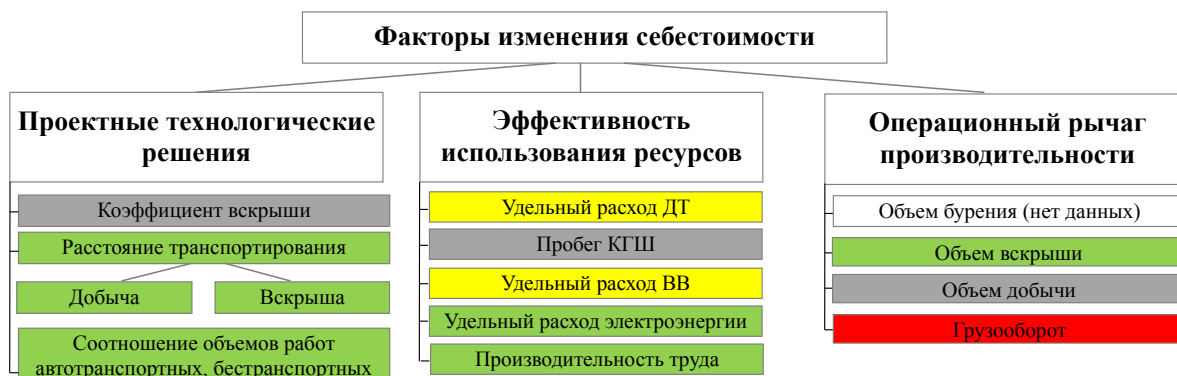 Факторы изменения себестоимости
Проектные технологические
решения
Коэффициент вскрыши
Расстояние транспортирования
Добыча
Вскрыша
Соотношение объемов работ
автотранспортных, бестранспортных
Эффективность
использования ресурсов
Удельный расход ДТ
Пробег КГШ
Удельный расход ВВ
Удельный расход электроэнергии
Производительность труда
Операционный рычаг
производительности
Объем бурения (нет данных)
Объем вскрыши
Объем добычи
Грузооборот